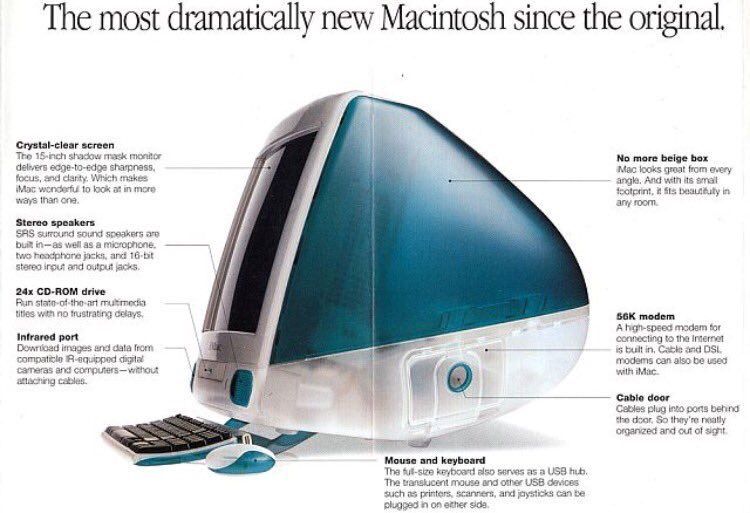 The most dramatically new Macintosh since the original.
Crystal-clear screen
The 15-inch shadow mask monitor
delivers edge-to-edge sharpness,
focus, and clarity. Which makes
iMac wonderful to look at in more
ways than one.
Stereo speakers
SRS surround sound speakers are
built in—as well as a microphone,
two headphone jacks, and 16-bit
stereo input and output jacks.
24x CD-ROM drive
Run state-of-the-art multimedia
titles with no frustrating delays.
Infrared port
Download images and data from
compatible IR-equipped digital
cameras and computers—without
attaching cables.
No more beige box
iMac looks great from every
angle. And with its small
footprint, it fits beautifully in
any room.
56K modem
A high-speed modem for
connecting to the Internet
is built in. Cable and DSL
modems can also be used
with iMac.
Cable door
Cables plug into ports behind
the door. So they're neatly
organized and out of sight.
Mouse and keyboard
The full-size keyboard also serves as a USB hub.
The translucent mouse and other USB devices
such as printers, scanners, and joysticks can be
plugged in on either side.
iMac